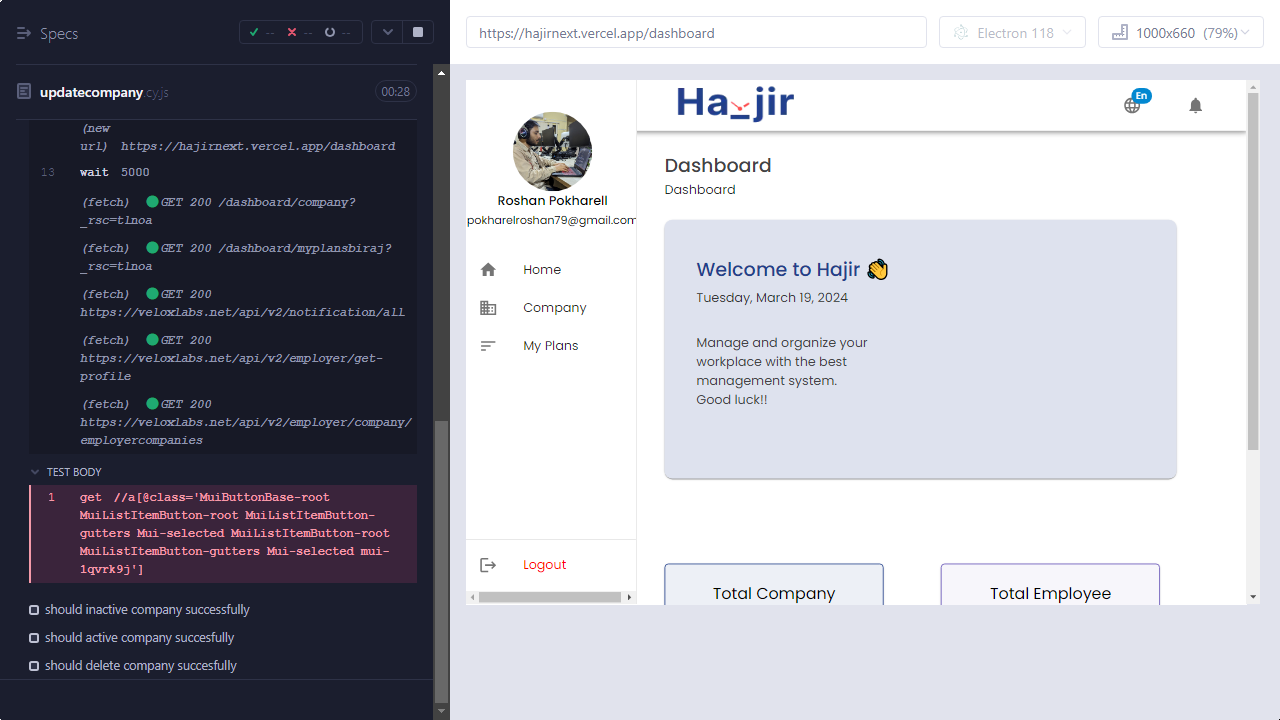 Specs
--
--
--
updatecompany.cy.js
00:28
(new
url) https://hajirnext.vercel.app/dashboard
13 wait 5000
(fetch) GET 200 /dashboard/company?
_rsc=tlnoa
(fetch) GET 200 /dashboard/myplansbiraj?
_rsc=tlnoa
(fetch) GET 200
https://veloxlabs.net/api/v2/notification/all
(fetch) GET 200
https://veloxlabs.net/api/v2/employer/get-
profile
(fetch) GET 200
https://veloxlabs.net/api/v2/employer/company/
employercompanies
TEST BODY
1 get //a[@class='MuiButtonBase-root
MuiListItemButton-root MuiListItemButton-
gutters Mui-selected MuiListItemButton-root
MuiListItemButton-gutters Mui-selected mui-
1qvrk9j']
should inactive company successfully
should active company succesfully
should delete company succesfully
https://hajirnext.vercel.app/dashboard
Electron 118
1000x660 (79%)
Roshan Pokharell
pokharelroshan79@gmail.com
Home
Company
My Plans
Logout
Hajir
En
Dashboard
Dashboard
Welcome to Hajir 👋
Tuesday, March 19, 2024
Manage and organize your
workplace with the best
management system.
Good luck!!
Total Company
Total Employee